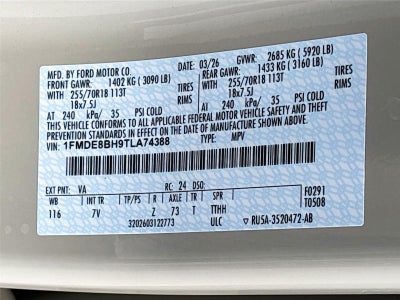 MFD. BY FORD MOTOR CO.
DATE: 03/26 GVWR: 2685 KG (5920 LB)
FRONT GAWR: 1402 KG (3090 LB) REAR GAWR: 1433 KG (3160 LB)
WITH 255/70R18 113T TIRES WITH 255/70R18 113T TIRES
18x7.5J RIMS 18x7.5J RIMS
AT 240 kPa/ 35 PSI COLD AT 240 kPa/ 35 PSI COLD
THIS VEHICLE CONFORMS TO ALL APPLICABLE FEDERAL MOTOR VEHICLE
SAFETY AND THEFT PREVENTION STANDARDS IN EFFECT ON THE DATE OF MANUFACTURE SHOWN ABOVE.
VIN: 1FMDE8BH9TLA74388 TYPE: MPV
EXT PNT: VA RC: 24 DSO: F0291
WB INT TR TP/PS R AXLE TR SPR T0508
116 7V Z 73 T TTHH
3202603122773 ULC RU5A-3520472-AB